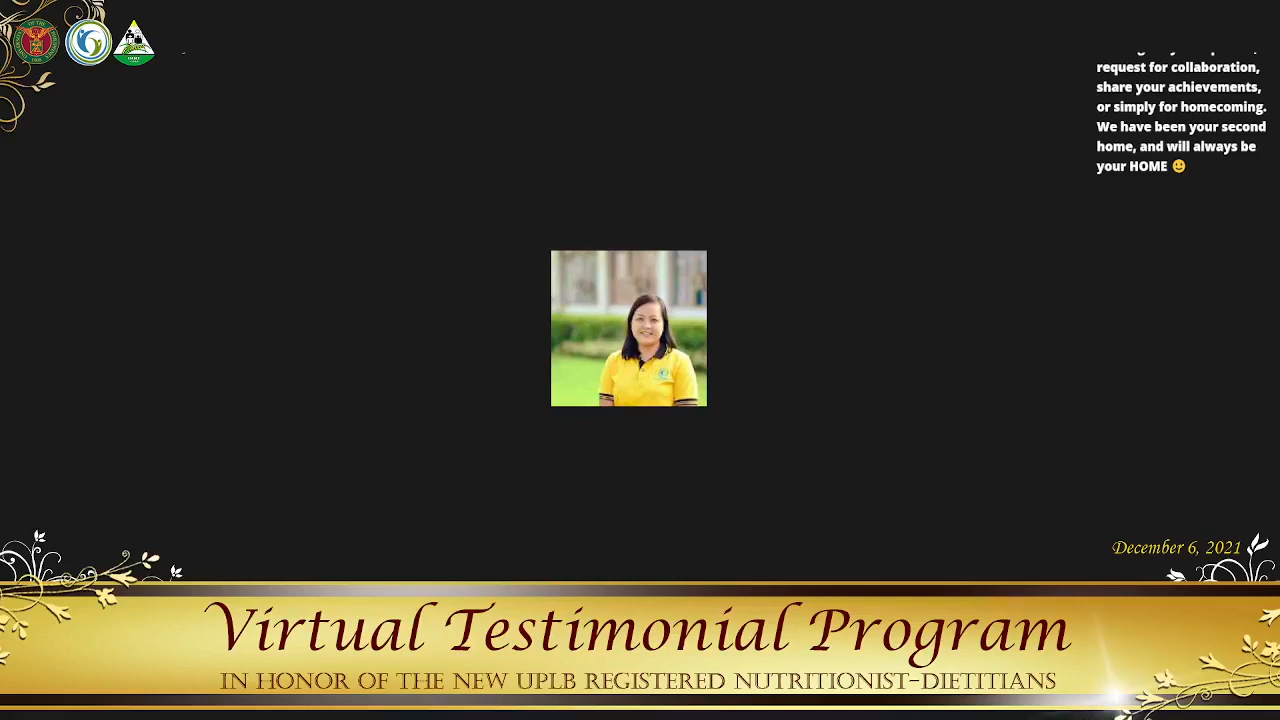 request for collaboration,
share your achievements,
or simply for homecoming.
We have been your second
home, and will always be
your HOME 🙂
December 6, 2021
Virtual Testimonial Program
IN HONOR OF THE NEW UPLB REGISTERED NUTRITIONIST-DIETITIANS